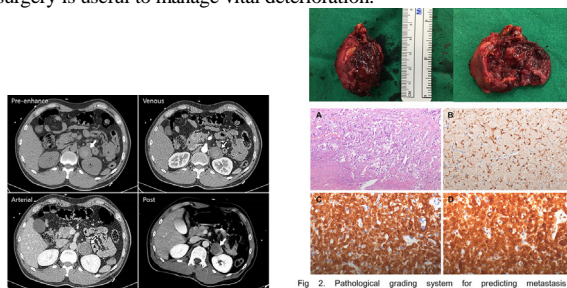 surgery is useful to manage vital deterioration.
Pre-enhance
Venous
Arterial
Post
A
B
C
D
Fig 2. Pathological grading system for predicting metastasis